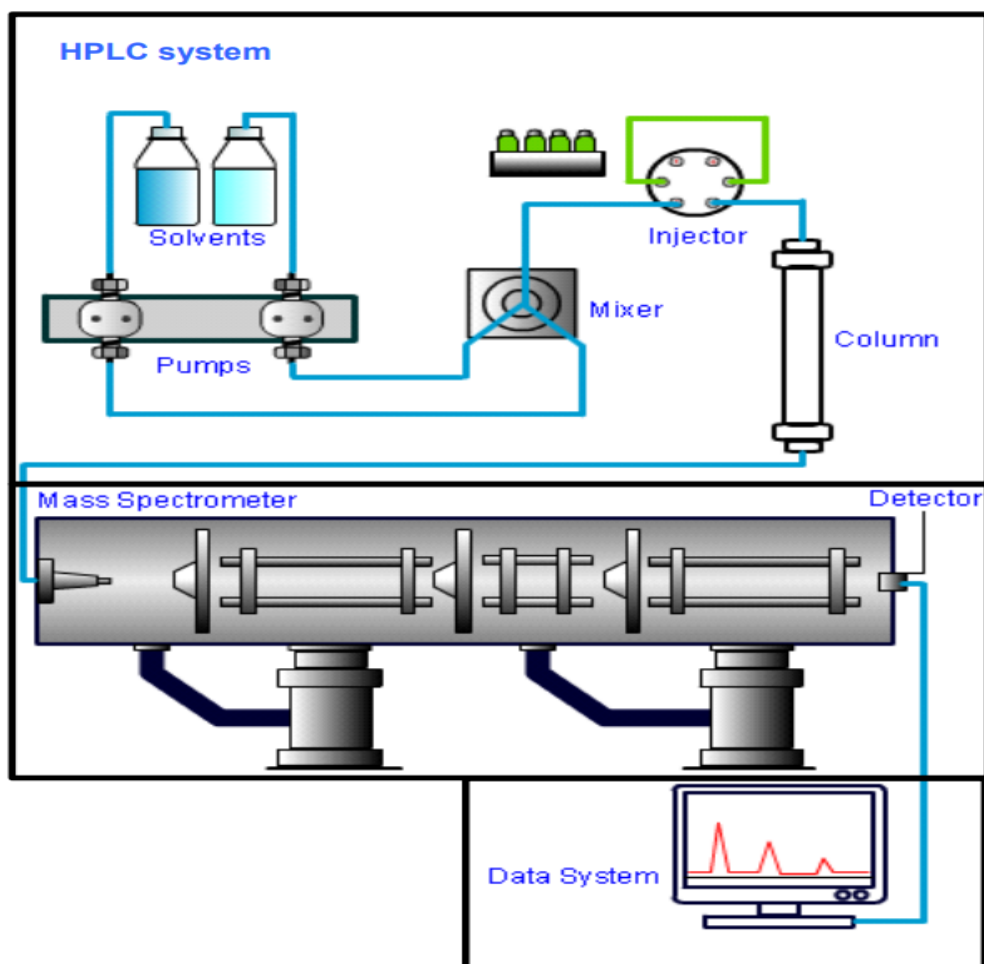 HPLC system
Solvents
Injector
Mixer
Pumps
Column
Mass Spectrometer
Detector
Data System